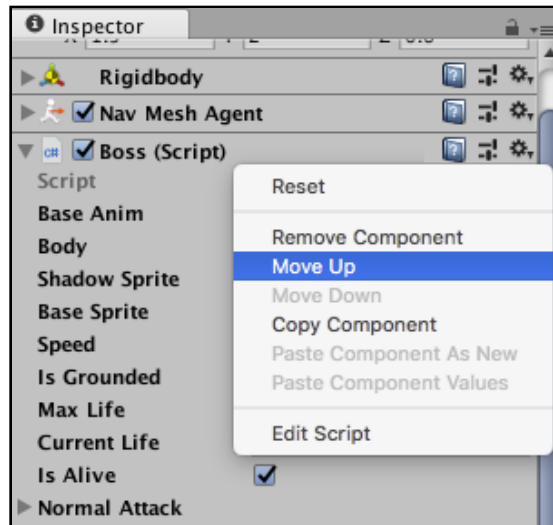 Inspector
Rigidbody
Nav Mesh Agent
C# Boss (Script)
Script
Reset
Base Anim
Body
Remove Component
Move Up
Shadow Sprite
Move Down
Base Sprite
Copy Component
Speed
Paste Component As New
Is Grounded
Paste Component Values
Max Life
Current Life
Edit Script
Is Alive
Normal Attack